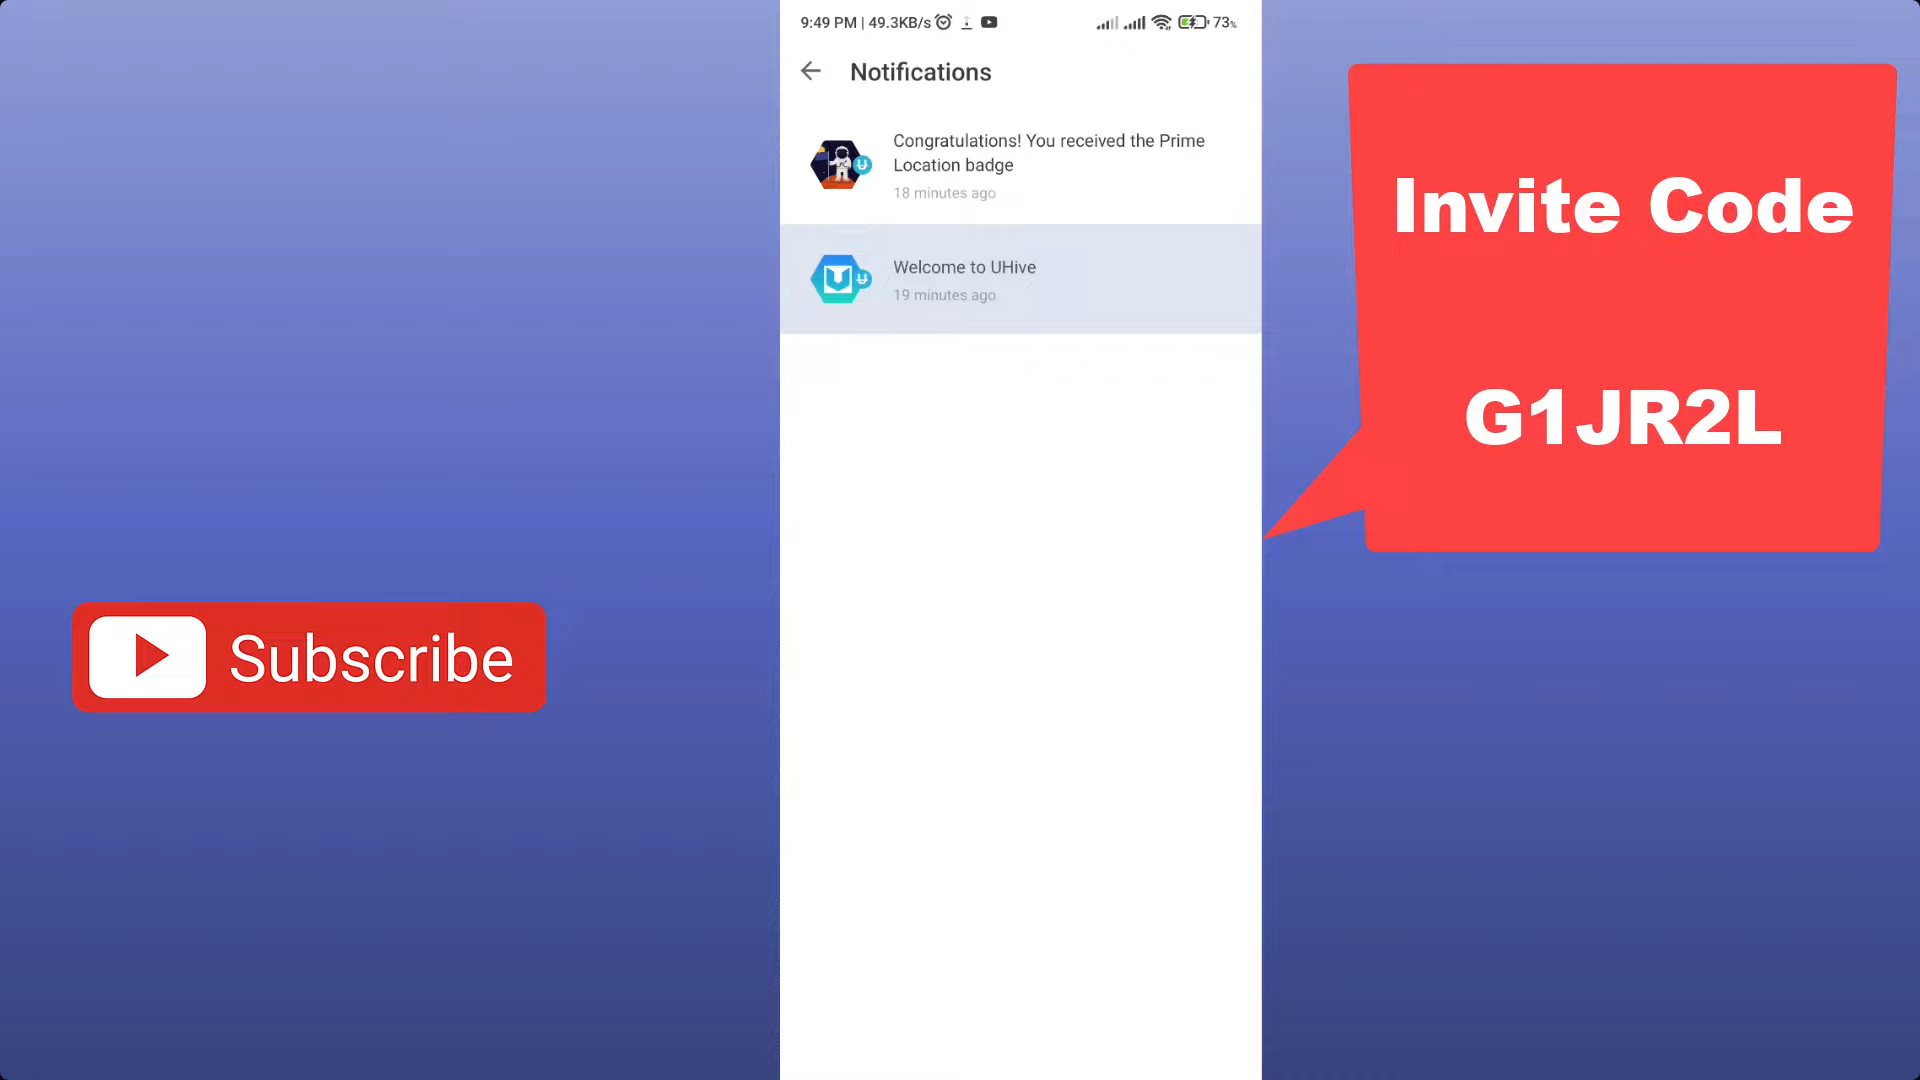 9:49 PM | 49.3KB/s
73%
Notifications
Congratulations! You received the Prime
Location badge
18 minutes ago
Welcome to UHive
19 minutes ago
Invite Code
G1JR2L
Subscribe